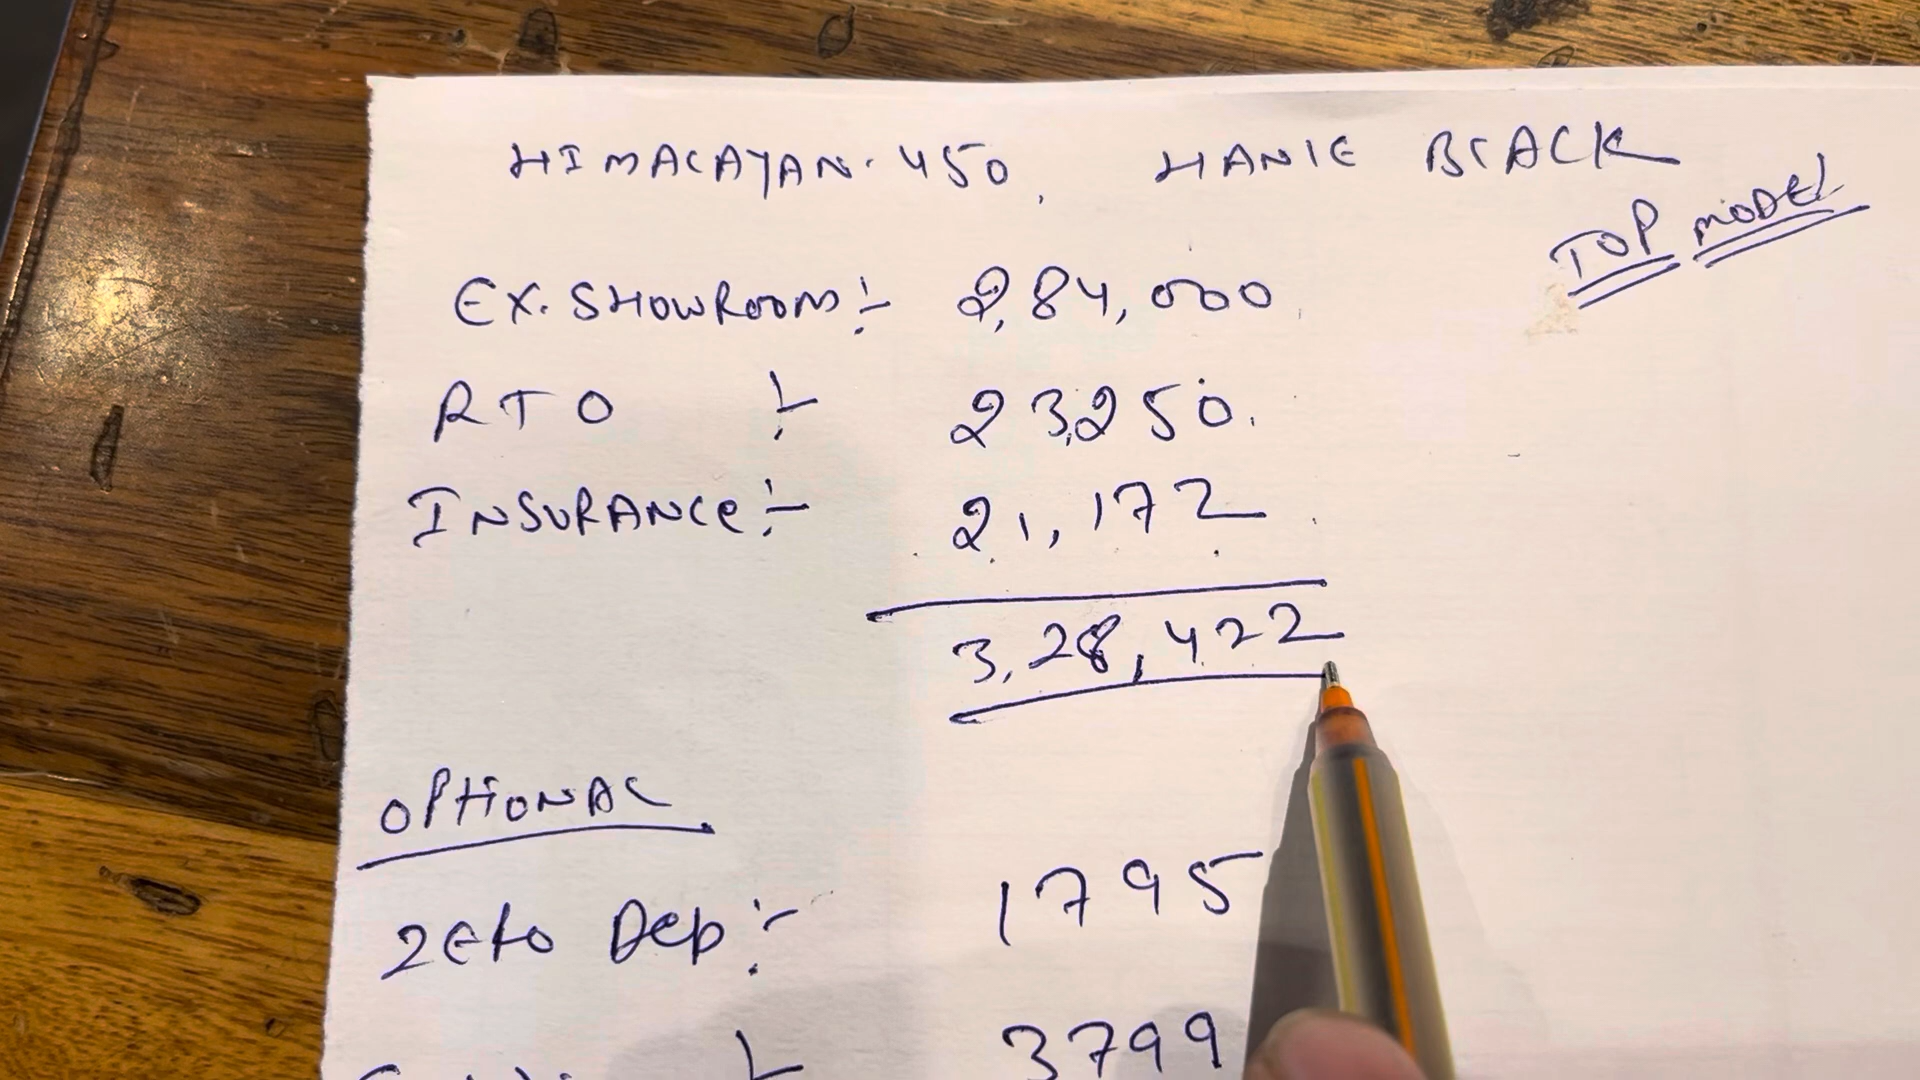 HIMALAYAN. 450, HANLE BLACK
TOP MODEL
EX. SHOWROOM :- 2,84,000
RTO :- 23,250.
INSURANCE :- 21,172
3,28,422
OPTIONAL
Zero Dep :- 1795
:- 3799